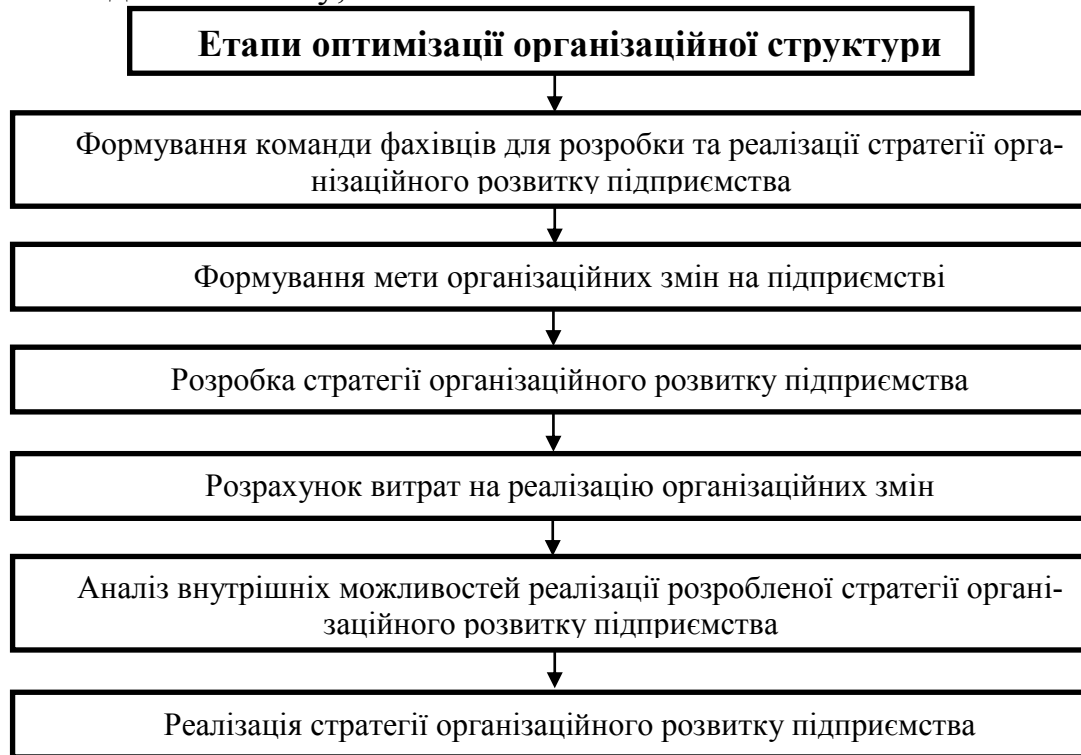 Етапи оптимізації організаційної структури
Формування команди фахівців для розробки та реалізації стратегії орга-
нізаційного розвитку підприємства
Формування мети організаційних змін на підприємстві
Розробка стратегії організаційного розвитку підприємства
Розрахунок витрат на реалізацію організаційних змін
Аналіз внутрішніх можливостей реалізації розробленої стратегії органі-
заційного розвитку підприємства
Реалізація стратегії організаційного розвитку підприємства